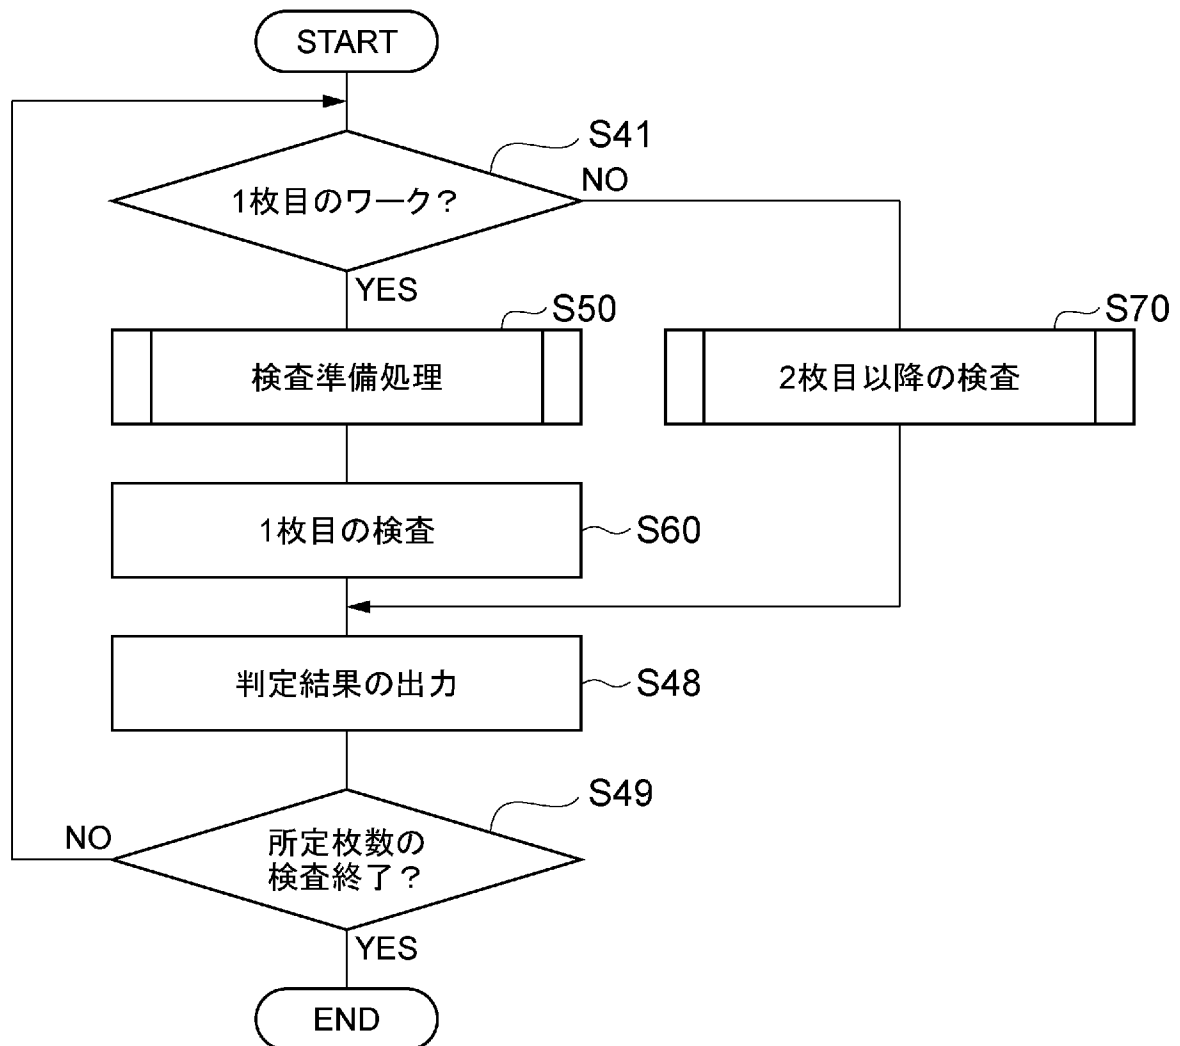 START
S41
1枚目のワーク？
NO
YES
S50
検査準備処理
S70
2枚目以降の検査
1枚目の検査
S60
判定結果の出力
S48
S49
NO
所定枚数の
検査終了？
YES
END